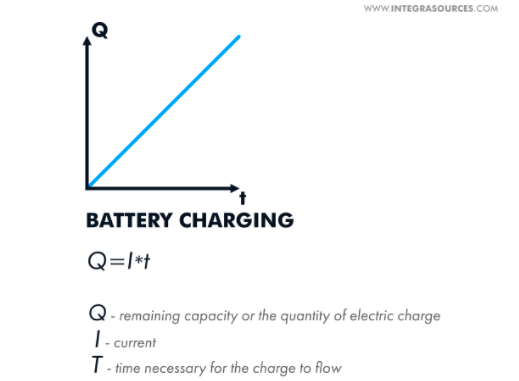 WWW.INTEGRASOURCES.COM
Q
t
BATTERY CHARGING
Q=I*t
Q - remaining capacity or the quantity of electric charge
I - current
T - time necessary for the charge to flow